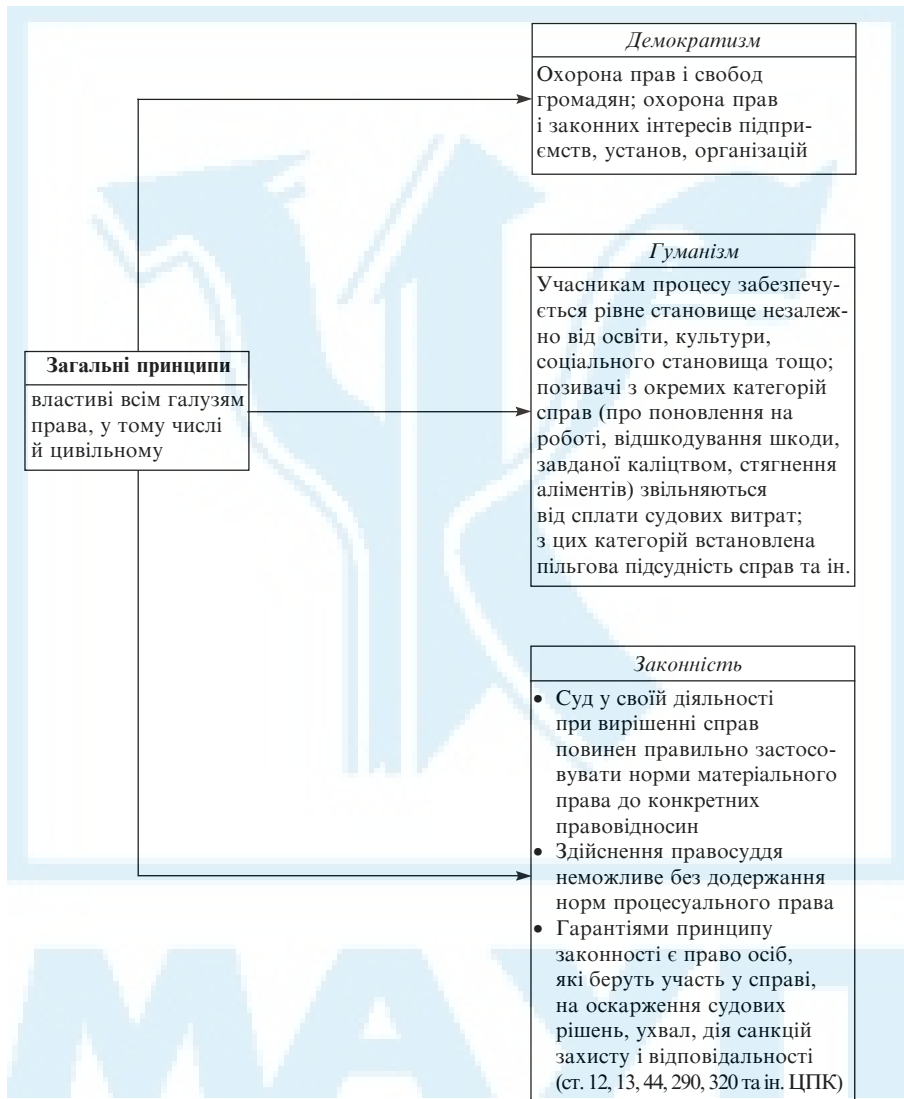 Демократизм
Охорона прав і свобод
громадян; охорона прав
і законних інтересів підпри-
ємств, установ, організацій
Гуманізм
Учасникам процесу забезпечу-
ється рівне становище незалеж-
но від освіти, культури,
соціального становища тощо;
позивачі з окремих категорій
справ (про поновлення на
роботі, відшкодування шкоди,
завданої каліцтвом, стягнення
аліментів) звільняються
від сплати судових витрат;
з цих категорій встановлена
пільгова підсудність справ та ін.
Загальні принципи
властиві всім галузям
права, у тому числі
й цивільному
Законність
• Суд у своїй діяльності
при вирішенні справ
повинен правильно застосо-
вувати норми матеріального
права до конкретних
правовідносин
• Здійснення правосуддя
неможливе без додержання
норм процесуального права
• Гарантіями принципу
законності є право осіб,
які беруть участь у справі,
на оскарження судових
рішень, ухвал, дія санкцій
захисту і відповідальності
(ст. 12, 13, 44, 290, 320 та ін. ЦПК)
МАУП